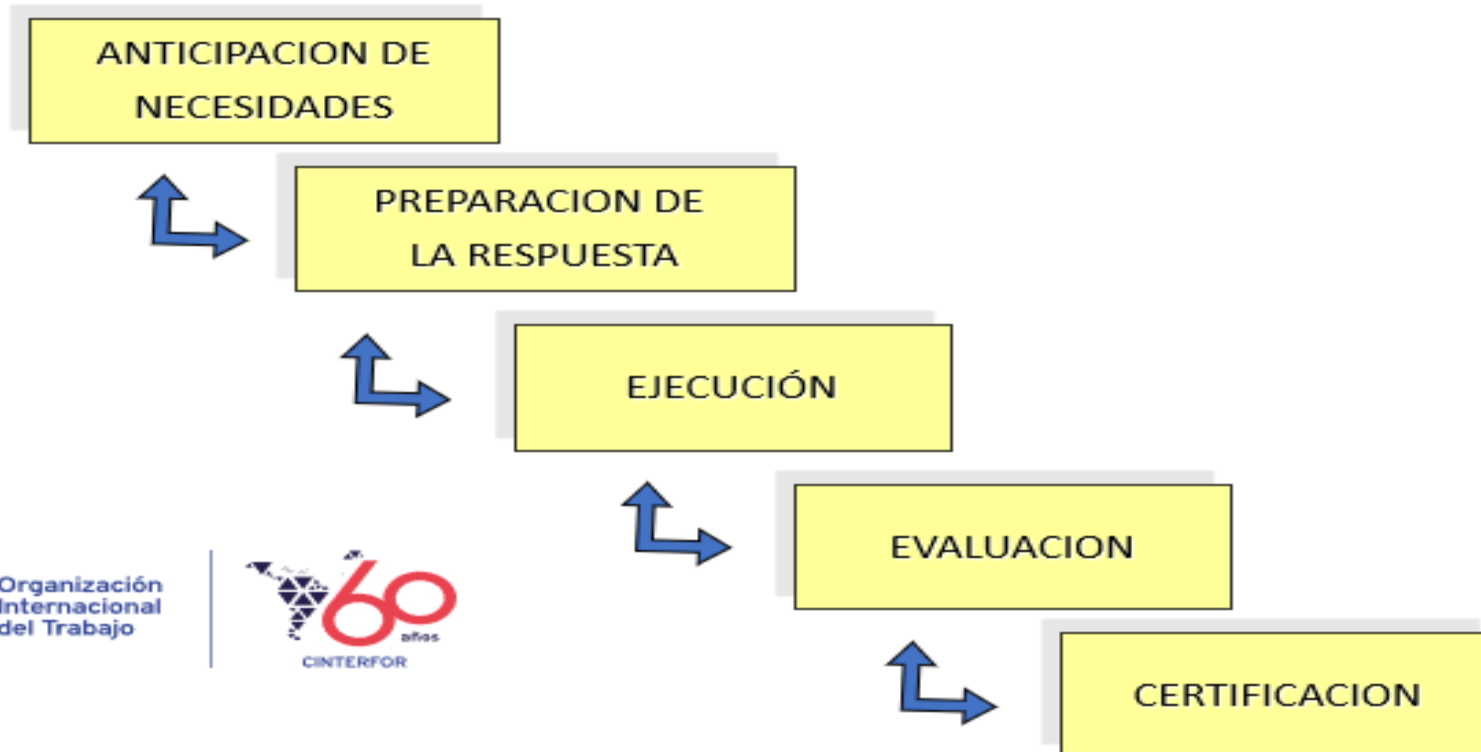 ANTICIPACION DE
NECESIDADES
PREPARACION DE
LA RESPUESTA
EJECUCIÓN
EVALUACION
Organización
Internacional
del Trabajo
60
años
CINTERFOR
CERTIFICACION